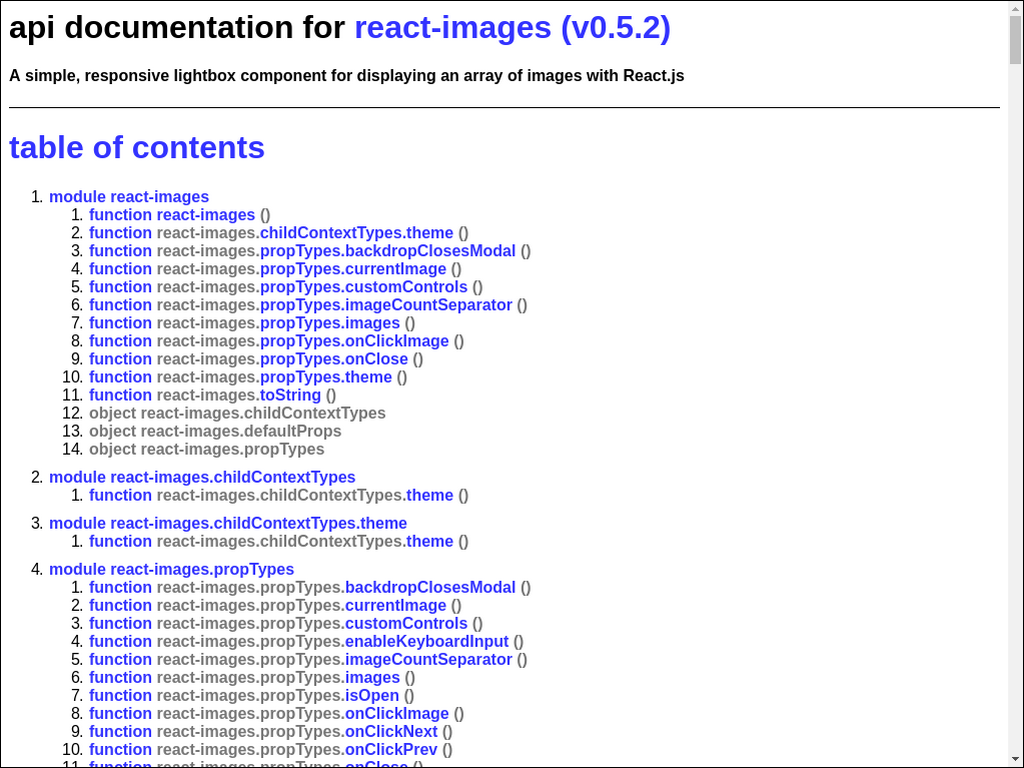 api documentation for react-images (v0.5.2)
A simple, responsive lightbox component for displaying an array of images with React.js
table of contents
1. module react-images
1. function react-images ()
2. function react-images.childContextTypes.theme ()
3. function react-images.propTypes.backdropClosesModal ()
4. function react-images.propTypes.currentImage ()
5. function react-images.propTypes.customControls ()
6. function react-images.propTypes.imageCountSeparator ()
7. function react-images.propTypes.images ()
8. function react-images.propTypes.onClickImage ()
9. function react-images.propTypes.onClose ()
10. function react-images.propTypes.theme ()
11. function react-images.toString ()
12. object react-images.childContextTypes
13. object react-images.defaultProps
14. object react-images.propTypes
2. module react-images.childContextTypes
1. function react-images.childContextTypes.theme ()
3. module react-images.childContextTypes.theme
1. function react-images.childContextTypes.theme ()
4. module react-images.propTypes
1. function react-images.propTypes.backdropClosesModal ()
2. function react-images.propTypes.currentImage ()
3. function react-images.propTypes.customControls ()
4. function react-images.propTypes.enableKeyboardInput ()
5. function react-images.propTypes.imageCountSeparator ()
6. function react-images.propTypes.images ()
7. function react-images.propTypes.isOpen ()
8. function react-images.propTypes.onClickImage ()
9. function react-images.propTypes.onClickNext ()
10. function react-images.propTypes.onClickPrev ()
11. function react-images.propTypes.onClose ()